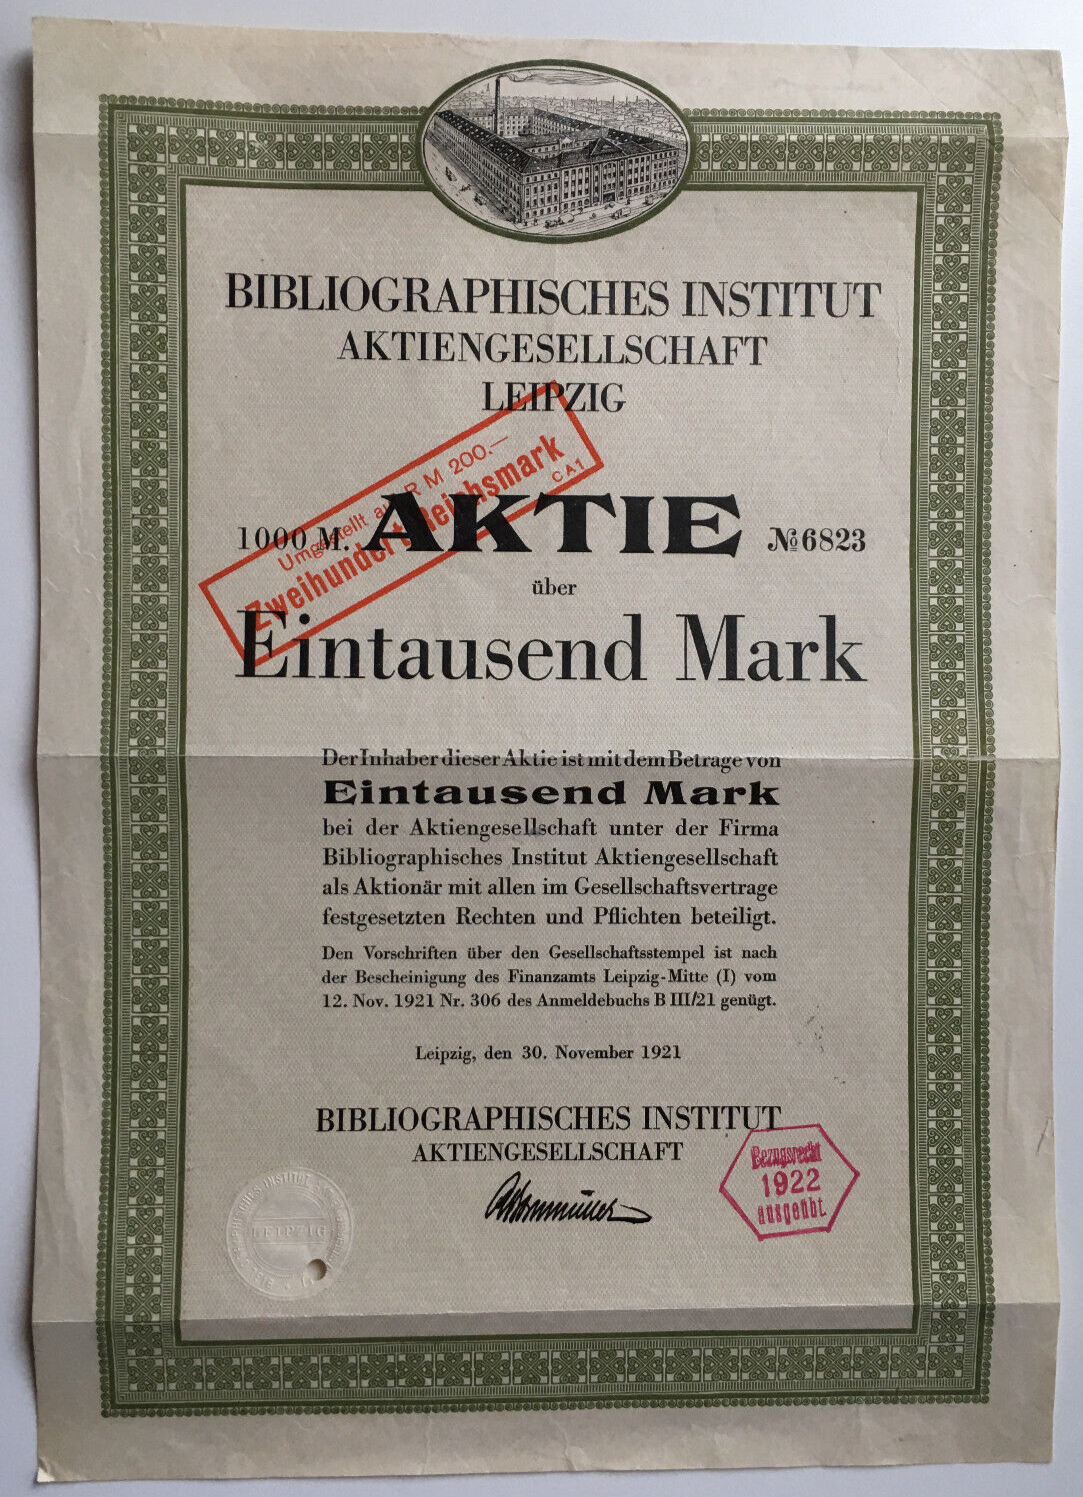 BIBLIOGRAPHISCHES INSTITUT
AKTIENGESELLSCHAFT
LEIPZIG
Umgestellt auf RM 200.—
Zweihundert Reichsmark
CA1
1000 M. AKTIE № 6823
über
Eintausend Mark
Der Inhaber dieser Aktie ist mit dem Betrage von
Eintausend Mark
bei der Aktiengesellschaft unter der Firma
Bibliographisches Institut Aktiengesellschaft
als Aktionär mit allen im Gesellschaftsvertrage
festgesetzten Rechten und Pflichten beteiligt.
Den Vorschriften über den Gesellschaftsstempel ist nach
der Bescheinigung des Finanzamts Leipzig-Mitte (I) vom
12. Nov. 1921 Nr. 306 des Anmeldebuchs B III/21 genügt.
Leipzig, den 30. November 1921
BIBLIOGRAPHISCHES INSTITUT
AKTIENGESELLSCHAFT
Bezugsrecht
1922
ausgeübt.
LEIPZIG